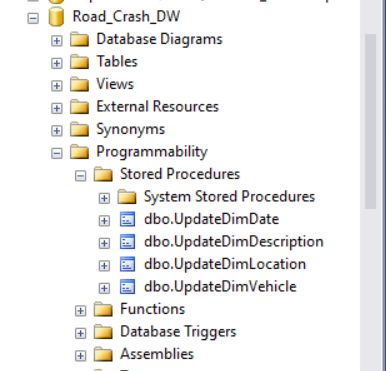 Road_Crash_DW
Database Diagrams
Tables
Views
External Resources
Synonyms
Programmability
Stored Procedures
System Stored Procedures
dbo.UpdateDimDate
dbo.UpdateDimDescription
dbo.UpdateDimLocation
dbo.UpdateDimVehicle
Functions
Database Triggers
Assemblies